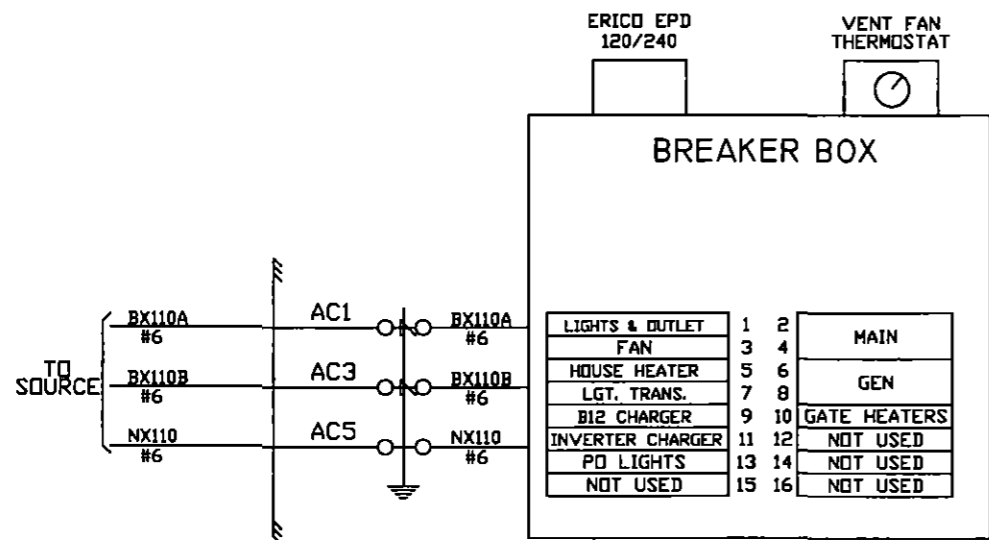 ERICO EPD
120/240
VENT FAN
THERMOSTAT
BREAKER BOX
TO
SOURCE
BX110A
#6
AC1
BX110A
#6
BX110B
#6
AC3
BX110B
#6
NX110
#6
AC5
NX110
#6
LIGHTS & OUTLET 1 2 MAIN
FAN 3 4
HOUSE HEATER 5 6 GEN
LGT. TRANS. 7 8
B12 CHARGER 9 10 GATE HEATERS
INVERTER CHARGER 11 12 NOT USED
PO LIGHTS 13 14 NOT USED
NOT USED 15 16 NOT USED